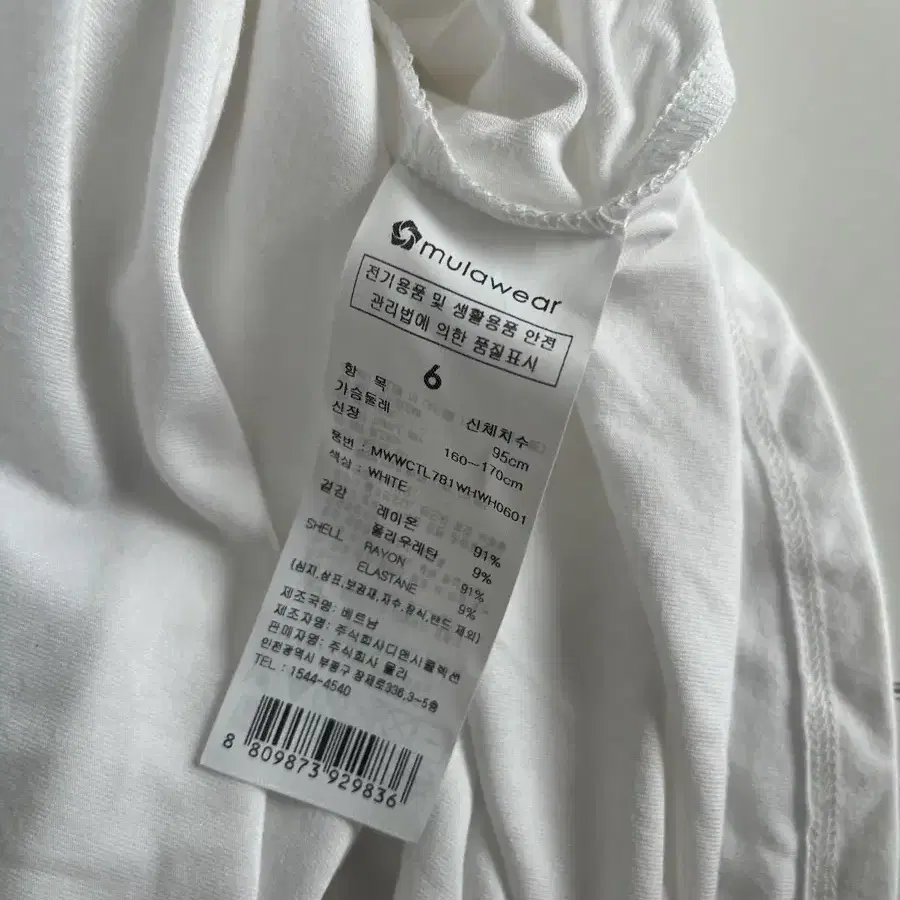 mulawear
전기용품 및 생활용품 안전
관리법에 의한 품질표시
6
항 목 신체치수
가슴둘레 95cm
신장 160~170cm
품번: MWWCTL781WHWH0601
색상: WHITE
겉감 레이온 91%
폴리우레탄 9%
SHELL RAYON 91%
ELASTANE 9%
(심지,상표,보강재,자수,장식,밴드 제외)
제조국명: 베트남
제조자명: 주식회사디맨시콜렉션
판매자명: 주식회사 물라
인천광역시 부평구 장제로336,3-5층
TEL : 1544-4540
8 809873 929836